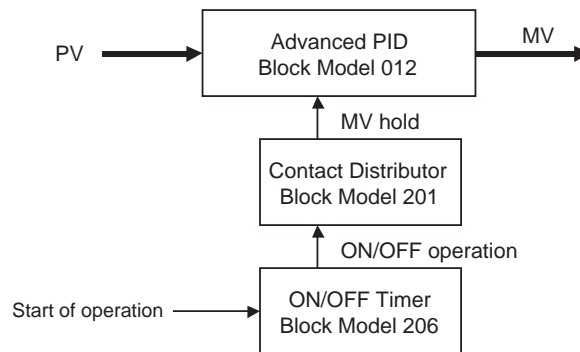 Advanced PID
Block Model 012
PV
MV
MV hold
Contact Distributor
Block Model 201
ON/OFF operation
Start of operation
ON/OFF Timer
Block Model 206